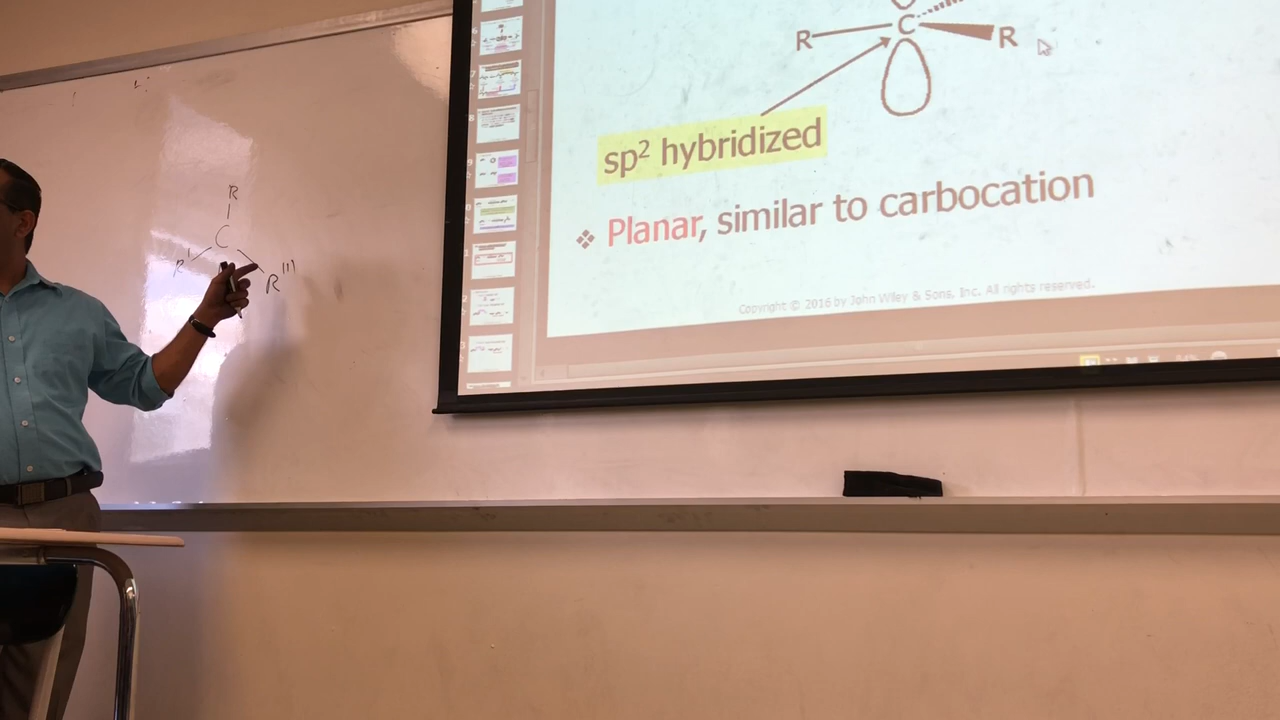 C
R R
sp² hybridized
❖ Planar, similar to carbocation
Copyright © 2016 by John Wiley & Sons, Inc. All rights reserved.
R
C
R' R'''